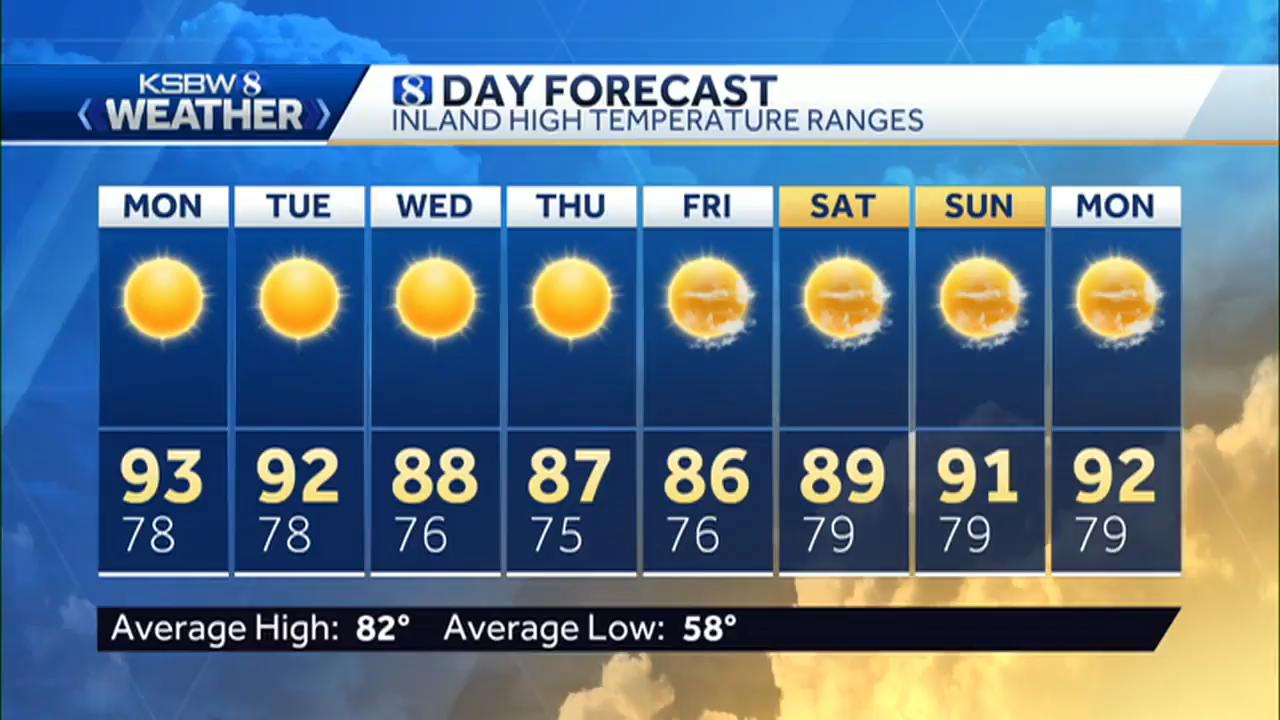 KSBW 8
WEATHER
8 DAY FORECAST
INLAND HIGH TEMPERATURE RANGES
MON TUE WED THU FRI SAT SUN MON
93 92 88 87 86 89 91 92
78 78 76 75 76 79 79 79
Average High: 82° Average Low: 58°